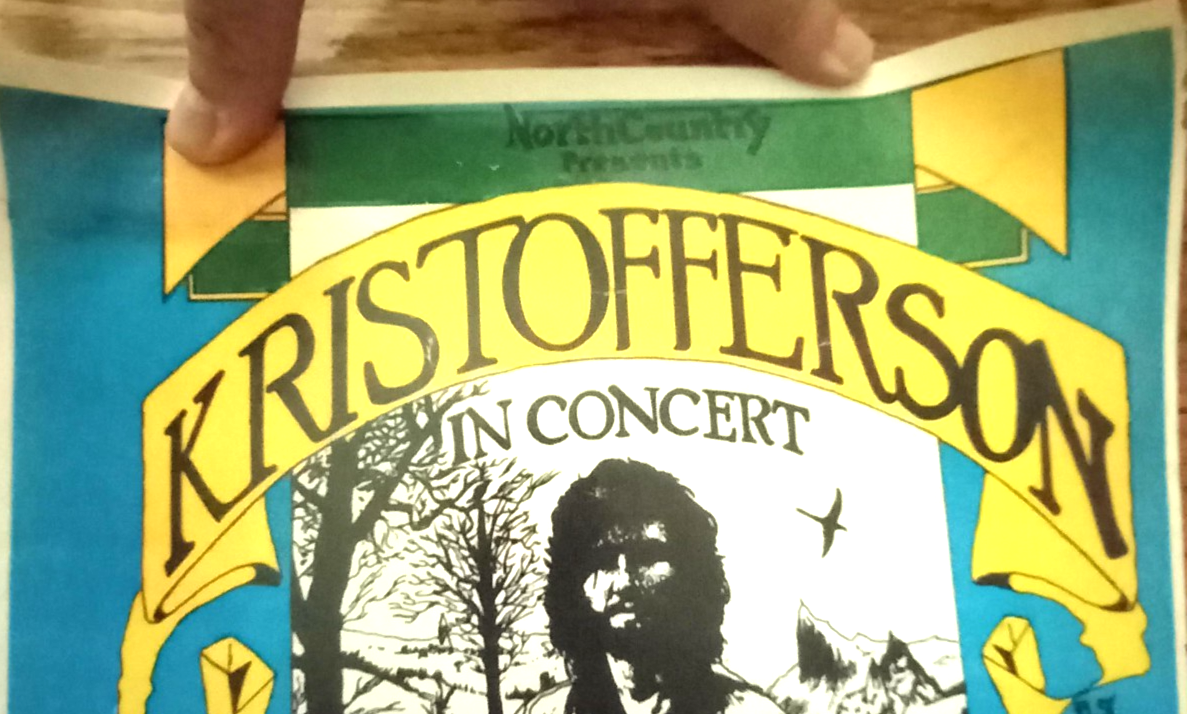 NorthCountry
Presents
KRISTOFFERSON
IN CONCERT